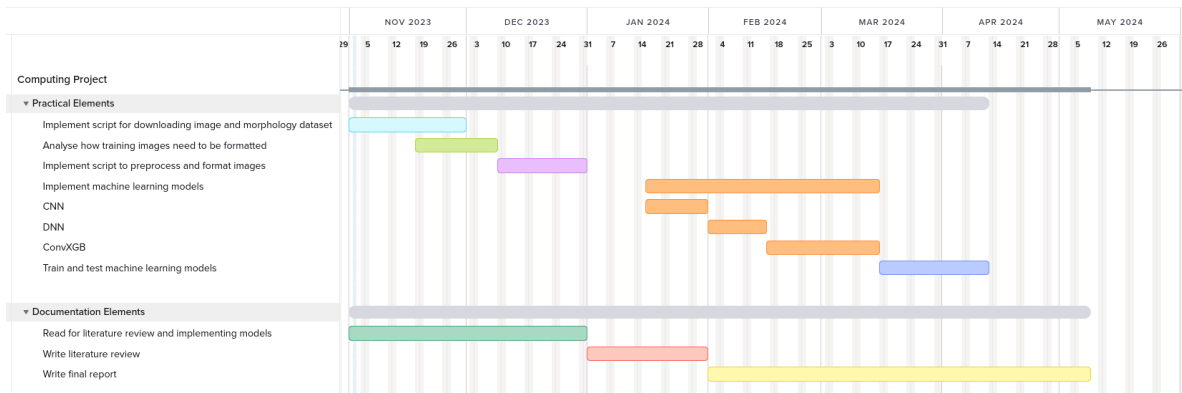 NOV 2023 DEC 2023 JAN 2024 FEB 2024 MAR 2024 APR 2024 MAY 2024
29 5 12 19 26 3 10 17 24 31 7 14 21 28 4 11 18 25 3 10 17 24 31 7 14 21 28 5 12 19 26
Computing Project
Practical Elements
Implement script for downloading image and morphology dataset
Analyse how training images need to be formatted
Implement script to preprocess and format images
Implement machine learning models
CNN
DNN
ConvXGB
Train and test machine learning models
Documentation Elements
Read for literature review and implementing models
Write literature review
Write final report